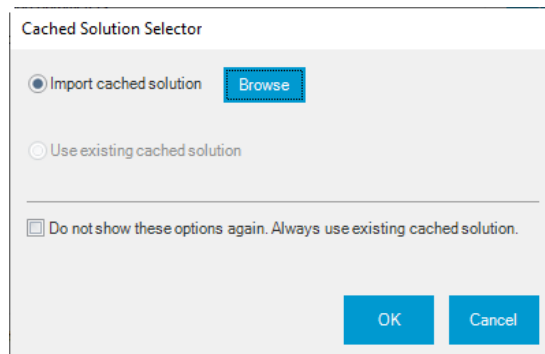 Cached Solution Selector
Import cached solution Browse
Use existing cached solution
Do not show these options again. Always use existing cached solution.
OK Cancel